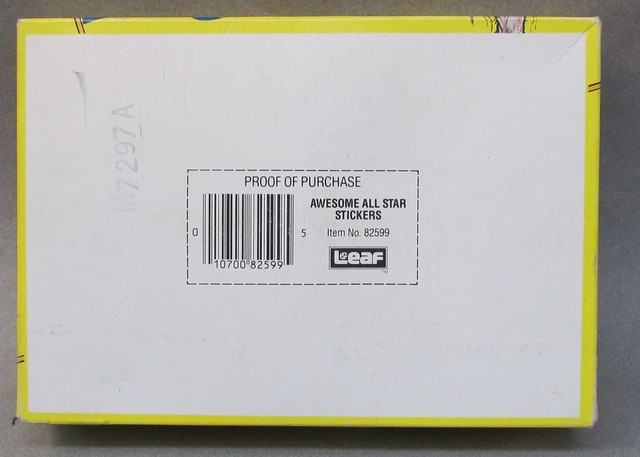 M7297A
PROOF OF PURCHASE
AWESOME ALL STAR
STICKERS
Item No. 82599
0 10700 82599 5
Leaf